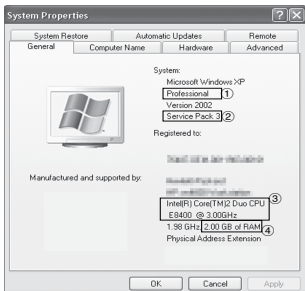 System Properties
System Restore
Automatic Updates
Remote
General
Computer Name
Hardware
Advanced
System:
Microsoft Windows XP
Professional ①
Version 2002
Service Pack 3 ②
Registered to:
Manufactured and supported by:
Intel(R) Core(TM)2 Duo CPU ③
E8400 @ 3.00GHz
1.98 GHz, 2.00 GB of RAM ④
Physical Address Extension
OK
Cancel
Apply